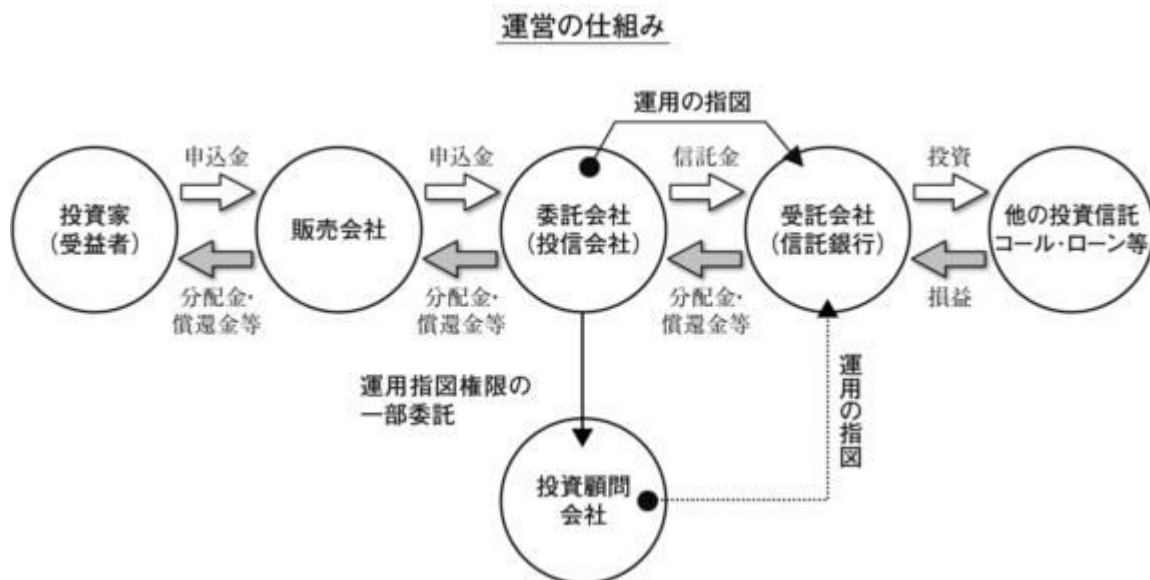 運営の仕組み
運用の指図
申込金
申込金
信託金
投資
投資家
(受益者)
販売会社
委託会社
(投信会社)
受託会社
(信託銀行)
他の投資信託
コール・ローン等
分配金・
償還金等
分配金・
償還金等
分配金・
償還金等
損益
運用指図権限の
一部委託
運用の指図
投資顧問
会社